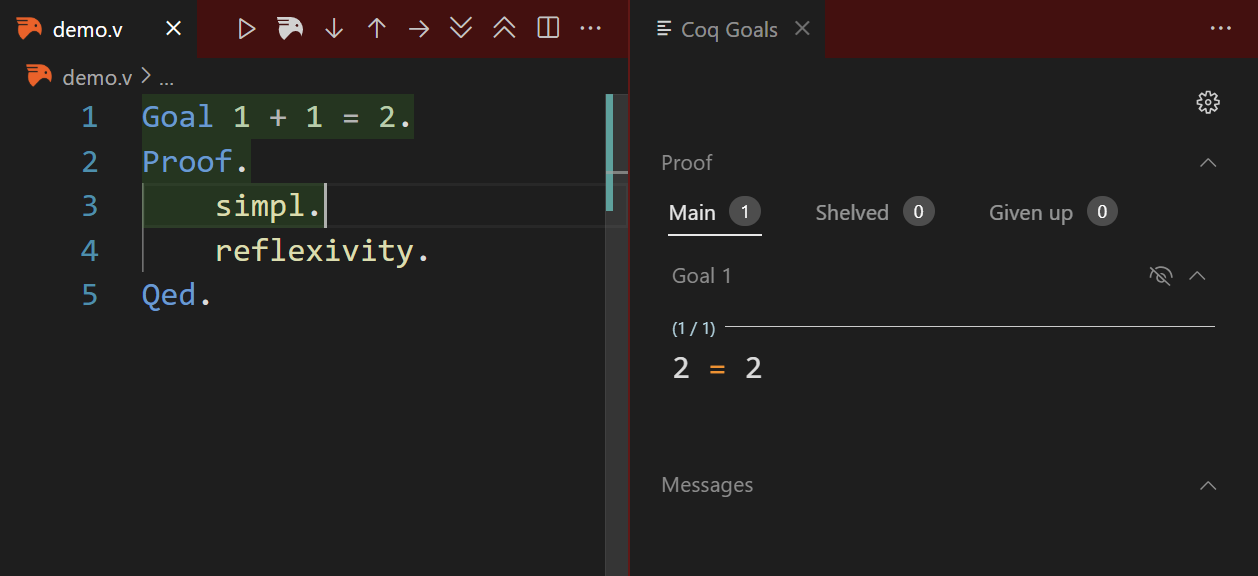 demo.v
demo.v > ...
1 Goal 1 + 1 = 2.
2 Proof.
3 simpl.
4 reflexivity.
5 Qed.
Coq Goals
Proof
Main 1 Shelved 0 Given up 0
Goal 1
(1 / 1)
2 = 2
Messages